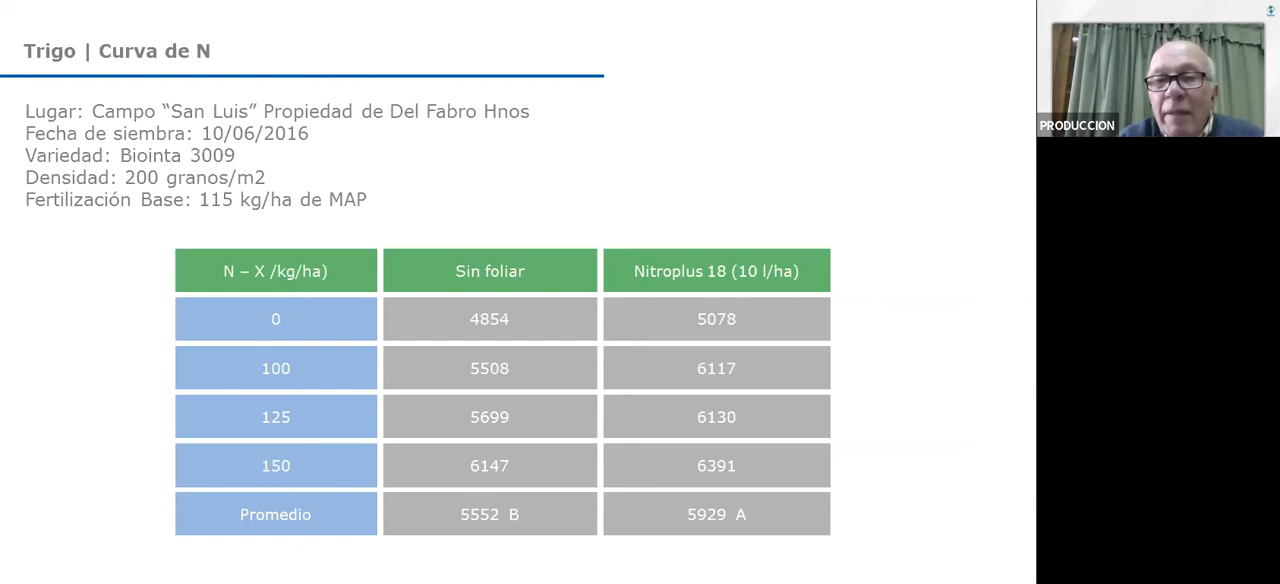 Trigo | Curva de N
Lugar: Campo “San Luis” Propiedad de Del Fabro Hnos
Fecha de siembra: 10/06/2016
Variedad: Biointa 3009
Densidad: 200 granos/m2
Fertilización Base: 115 kg/ha de MAP
N – X /kg/ha) Sin foliar Nitroplus 18 (10 l/ha)
0 4854 5078
100 5508 6117
125 5699 6130
150 6147 6391
Promedio 5552 B 5929 A
PRODUCCION